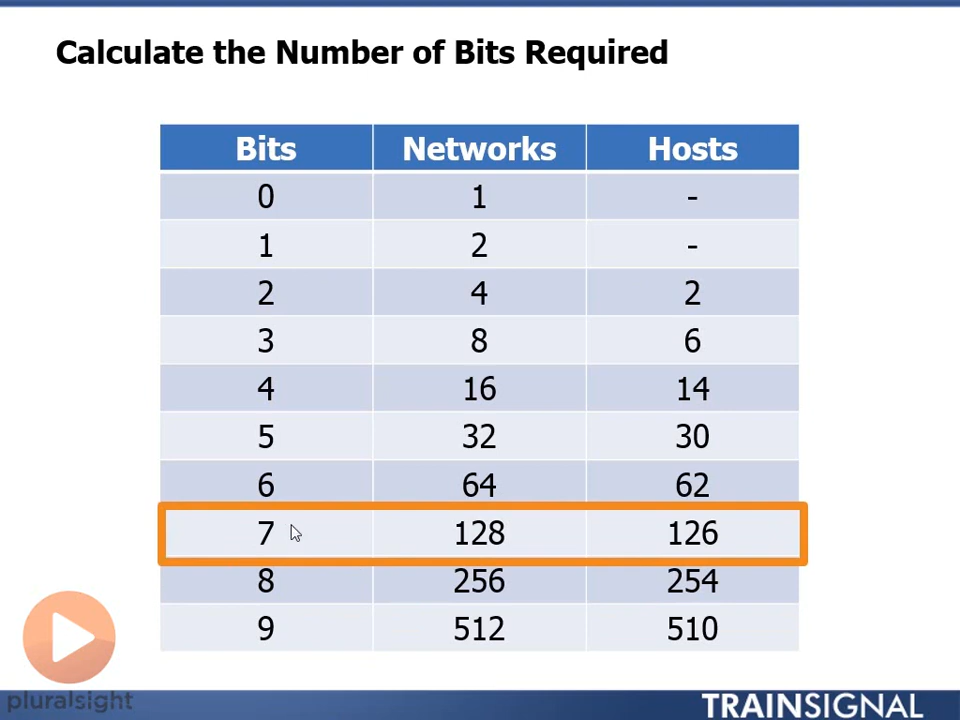 Calculate the Number of Bits Required
Bits Networks Hosts
0 1 -
1 2 -
2 4 2
3 8 6
4 16 14
5 32 30
6 64 62
7 128 126
8 256 254
9 512 510
pluralsight
TRAINSIGNAL